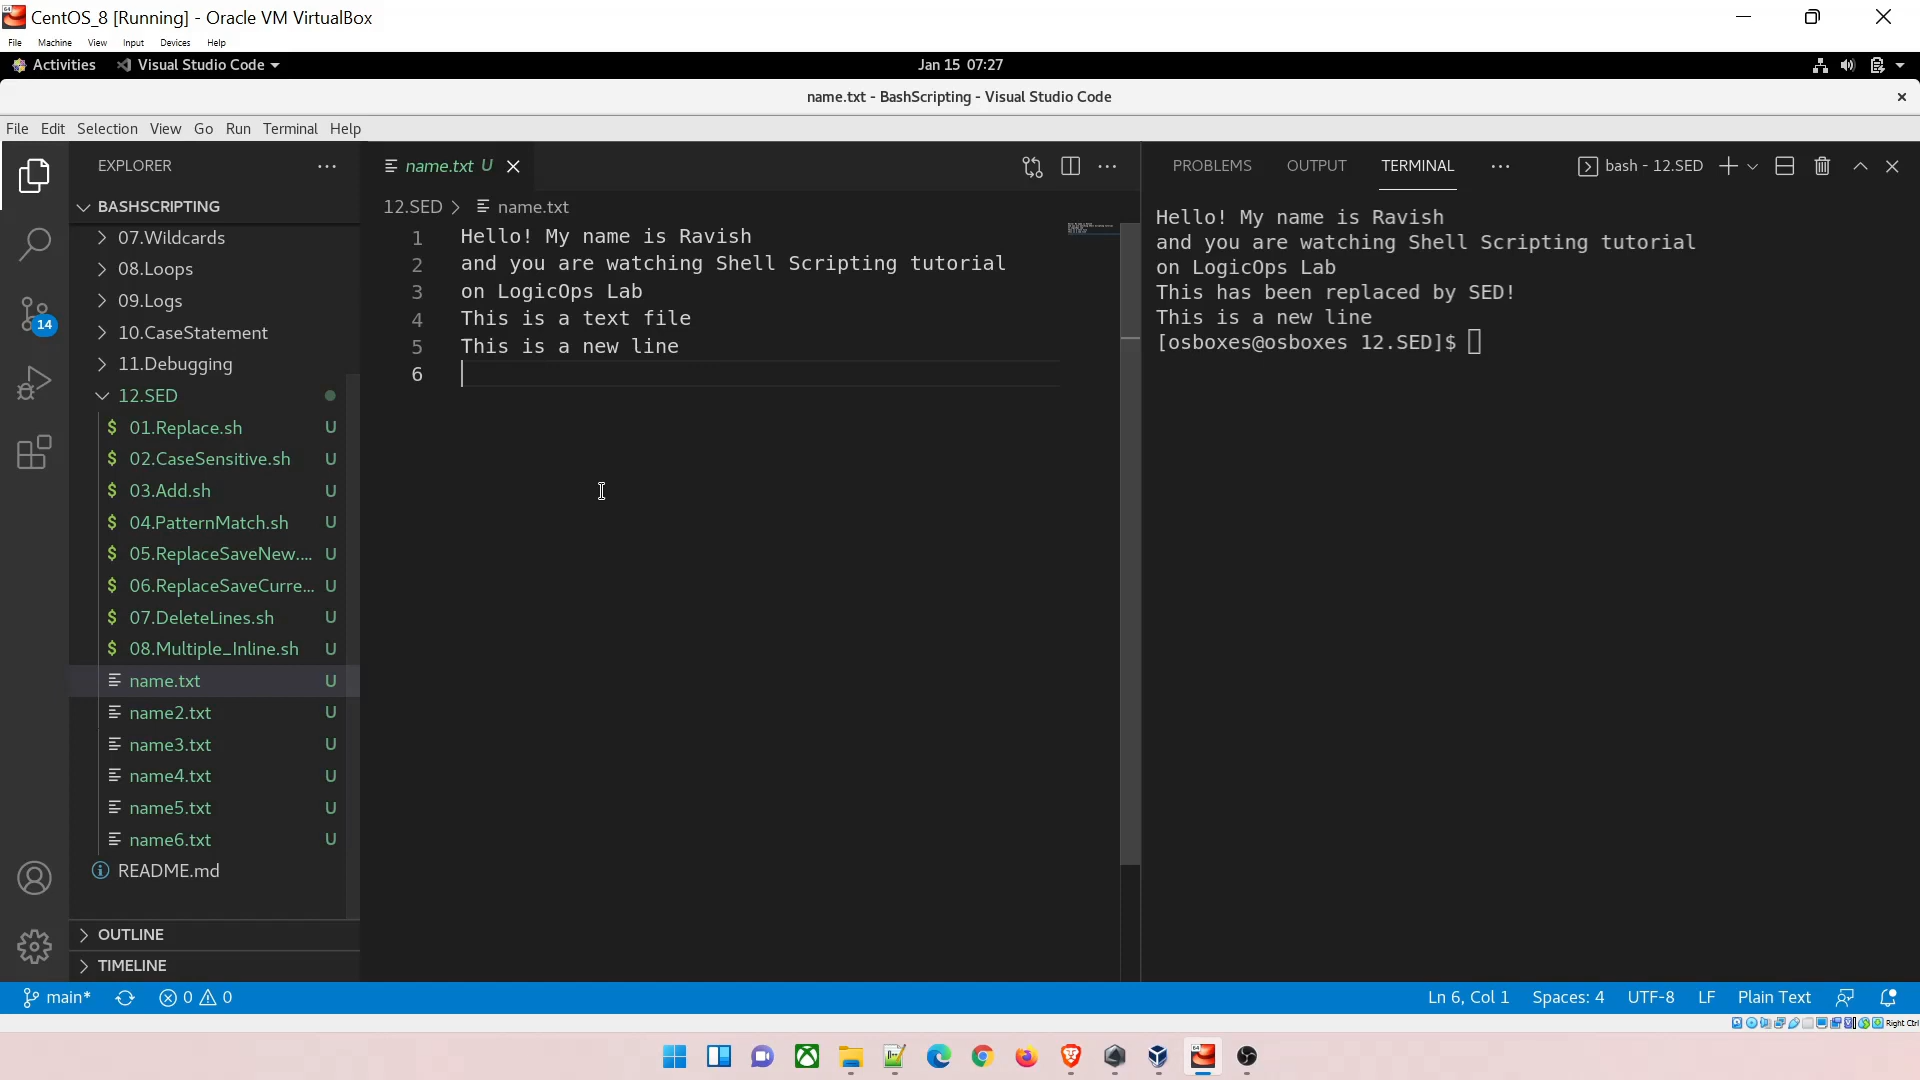 CentOS_8 [Running] - Oracle VM VirtualBox
File Machine View Input Devices Help
Activities Visual Studio Code Jan 15 07:27
name.txt - BashScripting - Visual Studio Code
File Edit Selection View Go Run Terminal Help
EXPLORER
BASHSCRIPTING
07.Wildcards
08.Loops
09.Logs
10.CaseStatement
11.Debugging
12.SED
$ 01.Replace.sh U
$ 02.CaseSensitive.sh U
$ 03.Add.sh U
$ 04.PatternMatch.sh U
$ 05.ReplaceSaveNew.... U
$ 06.ReplaceSaveCurre... U
$ 07.DeleteLines.sh U
$ 08.Multiple_Inline.sh U
name.txt U
name2.txt U
name3.txt U
name4.txt U
name5.txt U
name6.txt U
README.md
OUTLINE
TIMELINE
14
name.txt U
12.SED > name.txt
1 Hello! My name is Ravish
2 and you are watching Shell Scripting tutorial
3 on LogicOps Lab
4 This is a text file
5 This is a new line
6
PROBLEMS OUTPUT TERMINAL ··· bash - 12.SED
Hello! My name is Ravish
and you are watching Shell Scripting tutorial
on LogicOps Lab
This has been replaced by SED!
This is a new line
[osboxes@osboxes 12.SED]$
main* 0 0 Ln 6, Col 1 Spaces: 4 UTF-8 LF Plain Text
Right Ctrl